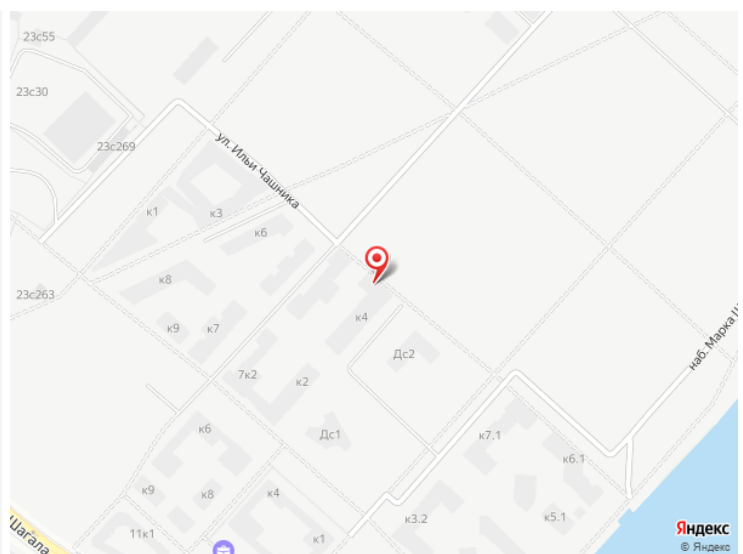 23с55
23с30
23с269
ул. Ильи Чашника
к1
к3
к6
к8
23с263
к9
к7
к4
Дс2
7к2
к2
наб. Марка Ш
к6
Дс1
к7.1
к6.1
к9
к8
к4
11к1
к1
к3.2
к5.1
Шагала
Яндекс
© Яндекс